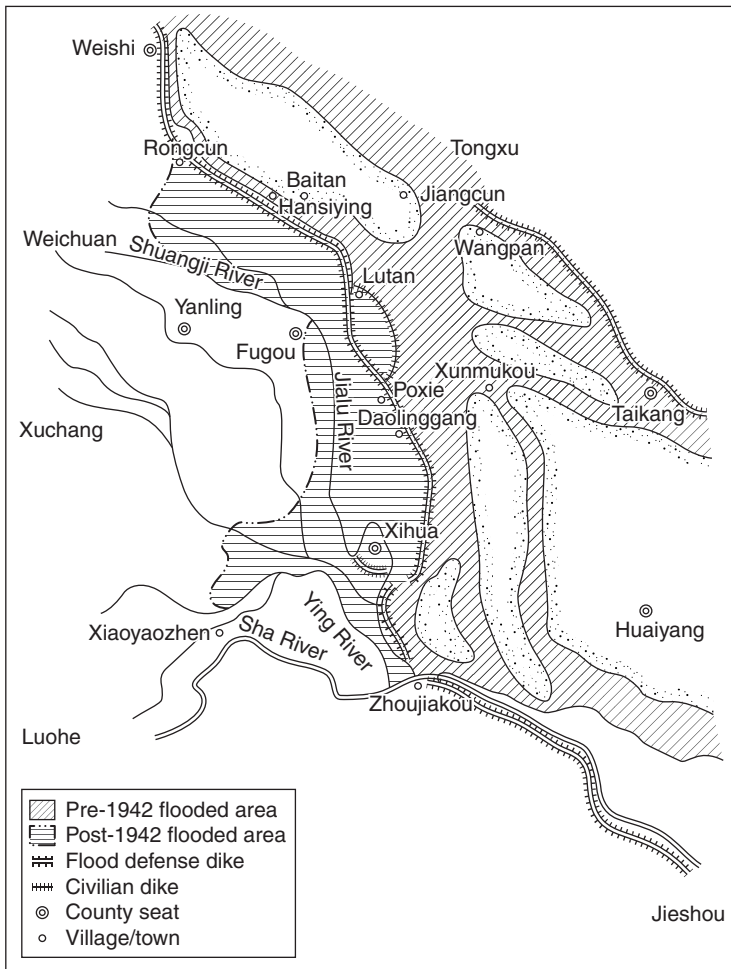 Weishi
Rongcun
Tongxu
Baitan
Jiangcun
Hansiying
Wangpan
Weichuan
Shuangji River
Lutan
Yanling
Fugou
Xunmukou
Jialu River
Poxie
Taikang
Daolinggang
Xuchang
Xihua
Huaiyang
Xiaoyaozhen
Ying River
Sha River
Zhoujiakou
Luohe
Jieshou
Pre-1942 flooded area
Post-1942 flooded area
Flood defense dike
Civilian dike
County seat
Village/town